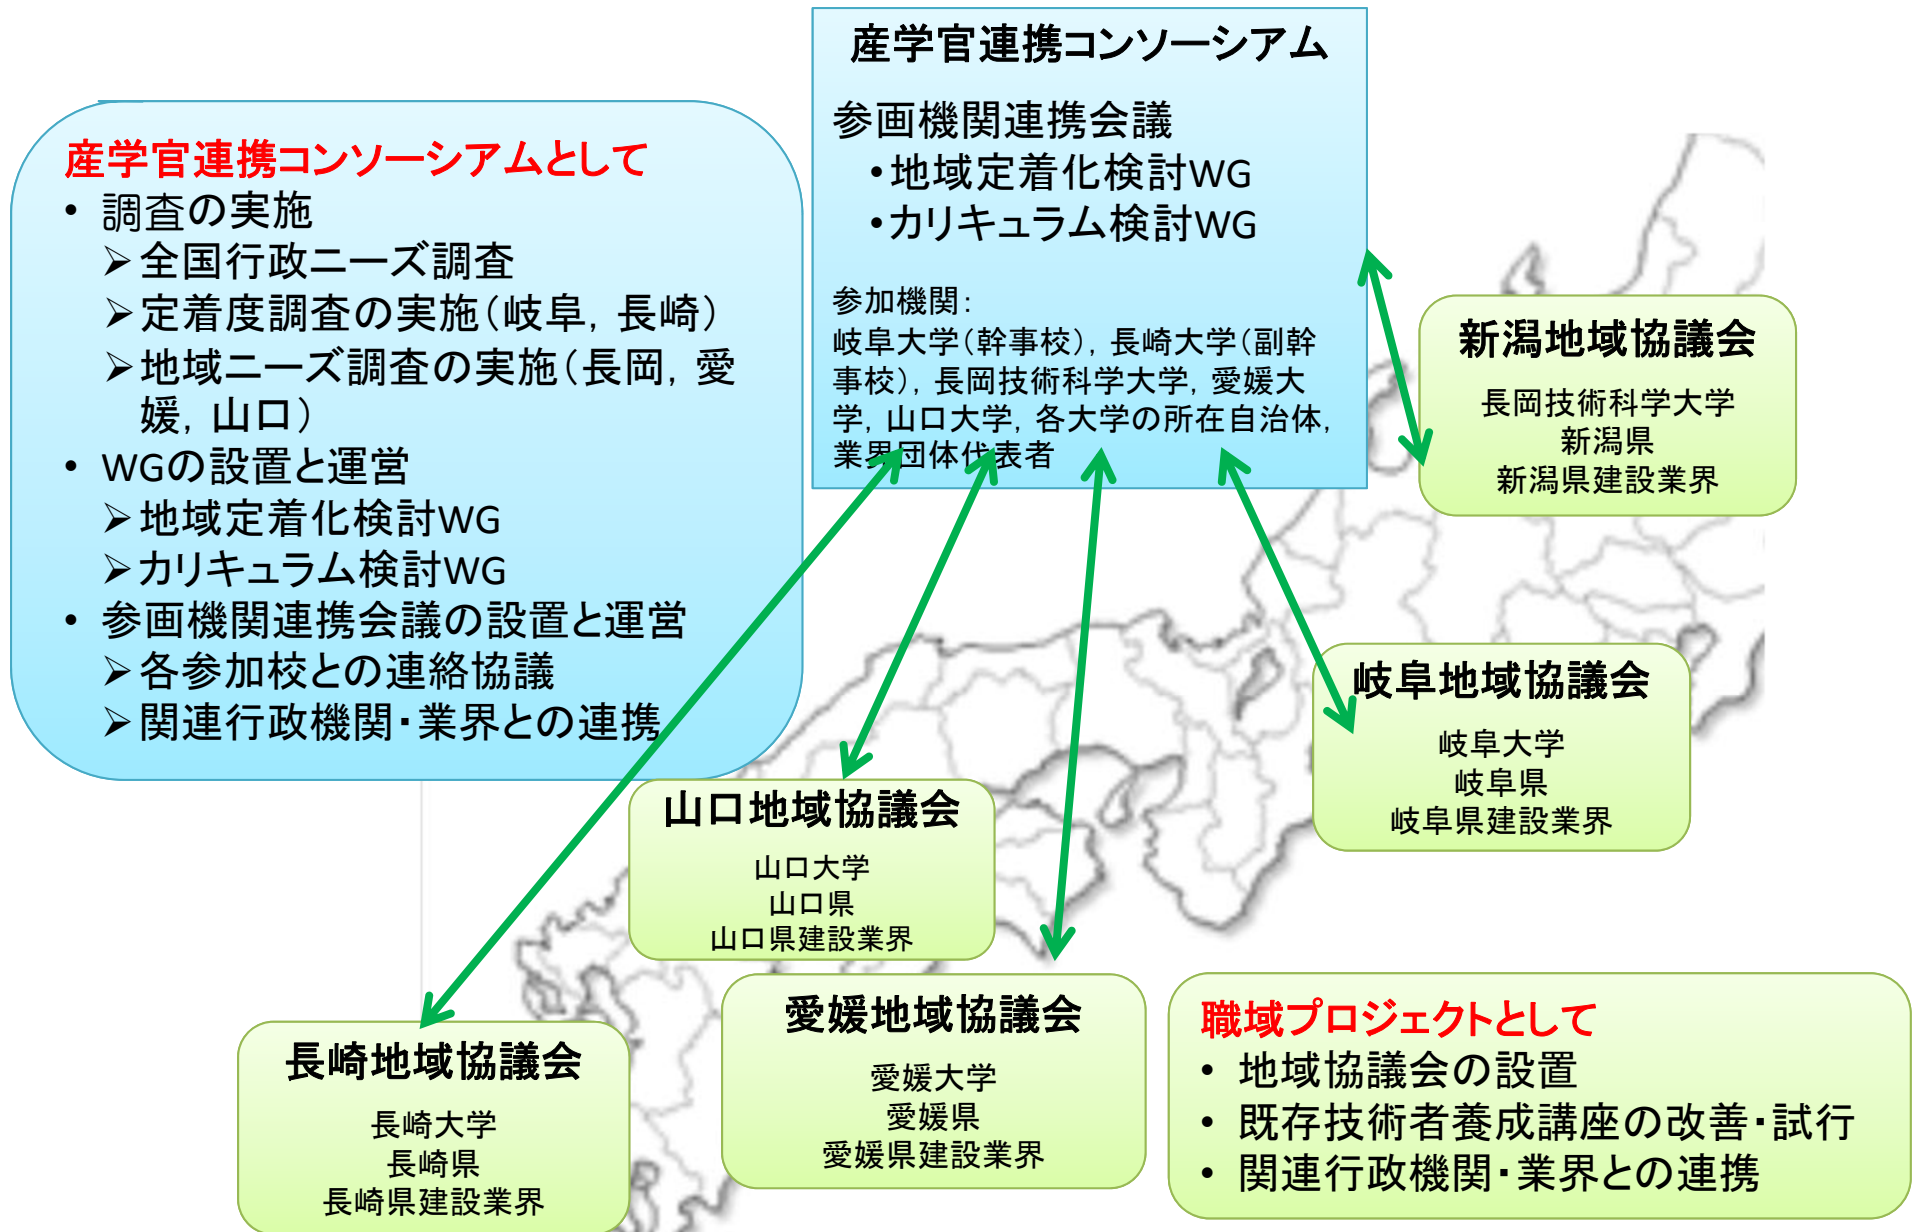 産学官連携コンソーシアム
参画機関連携会議
•地域定着化検討WG
•カリキュラム検討WG
参加機関：
岐阜大学（幹事校），長崎大学（副幹
事校），長岡技術科学大学，愛媛大
学，山口大学，各大学の所在自治体，
業界団体代表者
産学官連携コンソーシアムとして
• 調査の実施
➢全国行政ニーズ調査
➢定着度調査の実施（岐阜，長崎）
➢地域ニーズ調査の実施（長岡，愛
媛，山口）
• WGの設置と運営
➢地域定着化検討WG
➢カリキュラム検討WG
• 参画機関連携会議の設置と運営
➢各参加校との連絡協議
➢関連行政機関・業界との連携
新潟地域協議会
長岡技術科学大学
新潟県
新潟県建設業界
岐阜地域協議会
岐阜大学
岐阜県
岐阜県建設業界
山口地域協議会
山口大学
山口県
山口県建設業界
愛媛地域協議会
愛媛大学
愛媛県
愛媛県建設業界
長崎地域協議会
長崎大学
長崎県
長崎県建設業界
職域プロジェクトとして
• 地域協議会の設置
• 既存技術者養成講座の改善・試行
• 関連行政機関・業界との連携